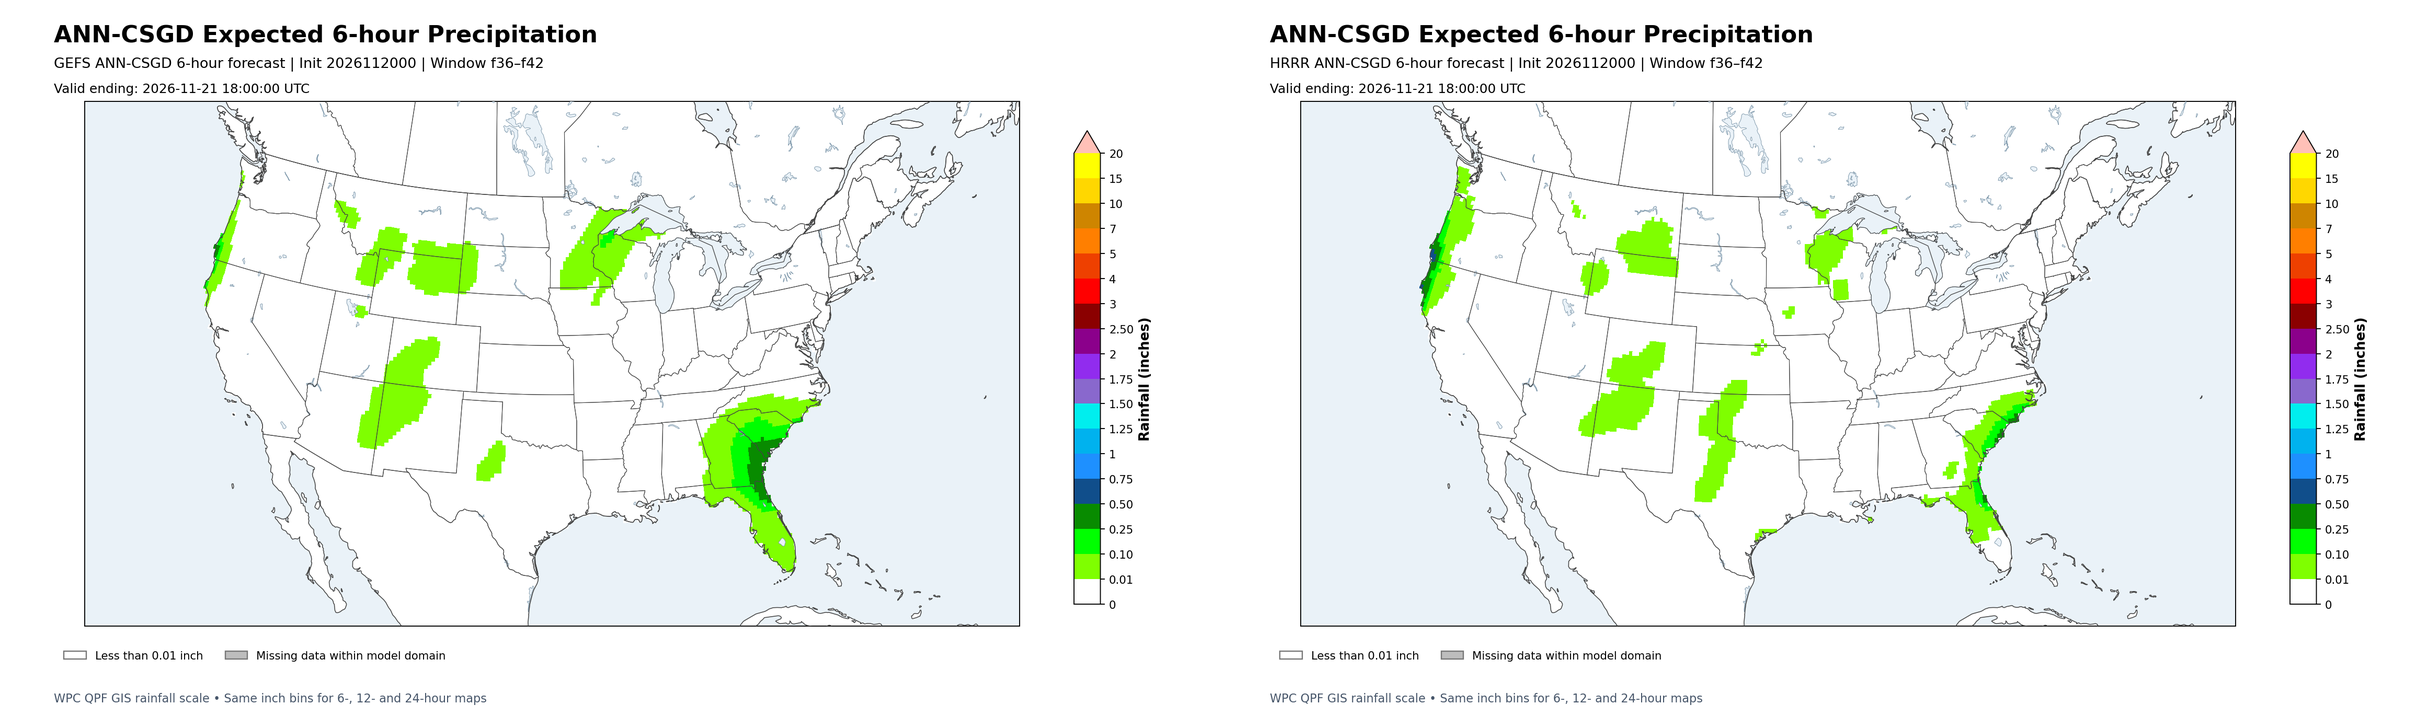 ANN-CSGD Expected 6-hour Precipitation
GEFS ANN-CSGD 6-hour forecast | Init 2026112000 | Window f36–f42
Valid ending: 2026-11-21 18:00:00 UTC
20
15
10
7
5
4
3
2.50
2
1.75
1.50
1.25
1
0.75
0.50
0.25
0.10
0.01
0
Rainfall (inches)
Less than 0.01 inch
Missing data within model domain
WPC QPF GIS rainfall scale • Same inch bins for 6-, 12- and 24-hour maps
ANN-CSGD Expected 6-hour Precipitation
HRRR ANN-CSGD 6-hour forecast | Init 2026112000 | Window f36–f42
Valid ending: 2026-11-21 18:00:00 UTC
20
15
10
7
5
4
3
2.50
2
1.75
1.50
1.25
1
0.75
0.50
0.25
0.10
0.01
0
Rainfall (inches)
Less than 0.01 inch
Missing data within model domain
WPC QPF GIS rainfall scale • Same inch bins for 6-, 12- and 24-hour maps